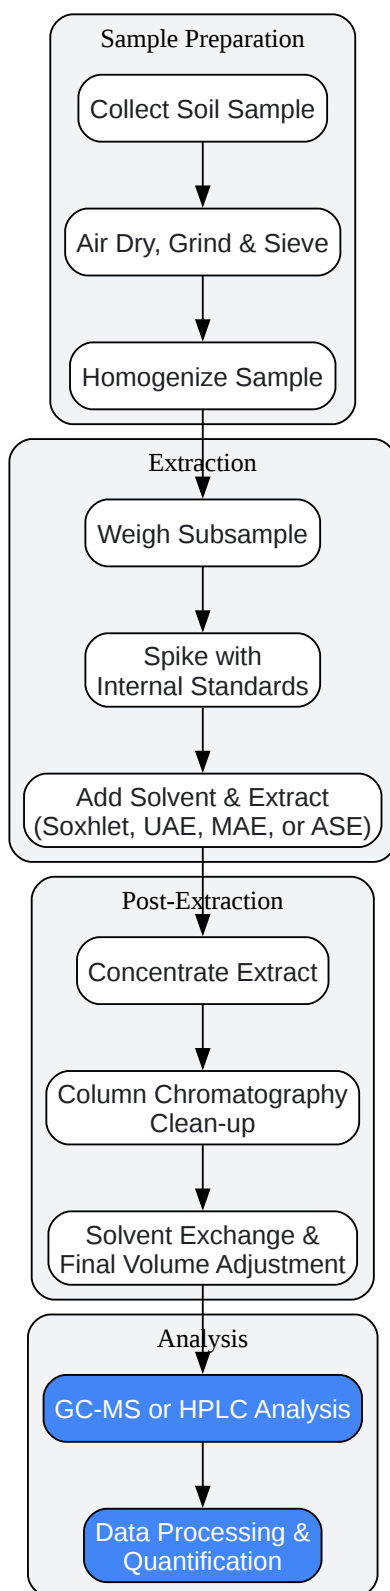 Sample Preparation
Collect Soil Sample
Air Dry, Grind & Sieve
Homogenize Sample
Extraction
Weigh Subsample
Spike with
Internal Standards
Add Solvent & Extract
(Soxhlet, UAE, MAE, or ASE)
Post-Extraction
Concentrate Extract
Column Chromatography
Clean-up
Solvent Exchange &
Final Volume Adjustment
Analysis
GC-MS or HPLC Analysis
Data Processing &
Quantification